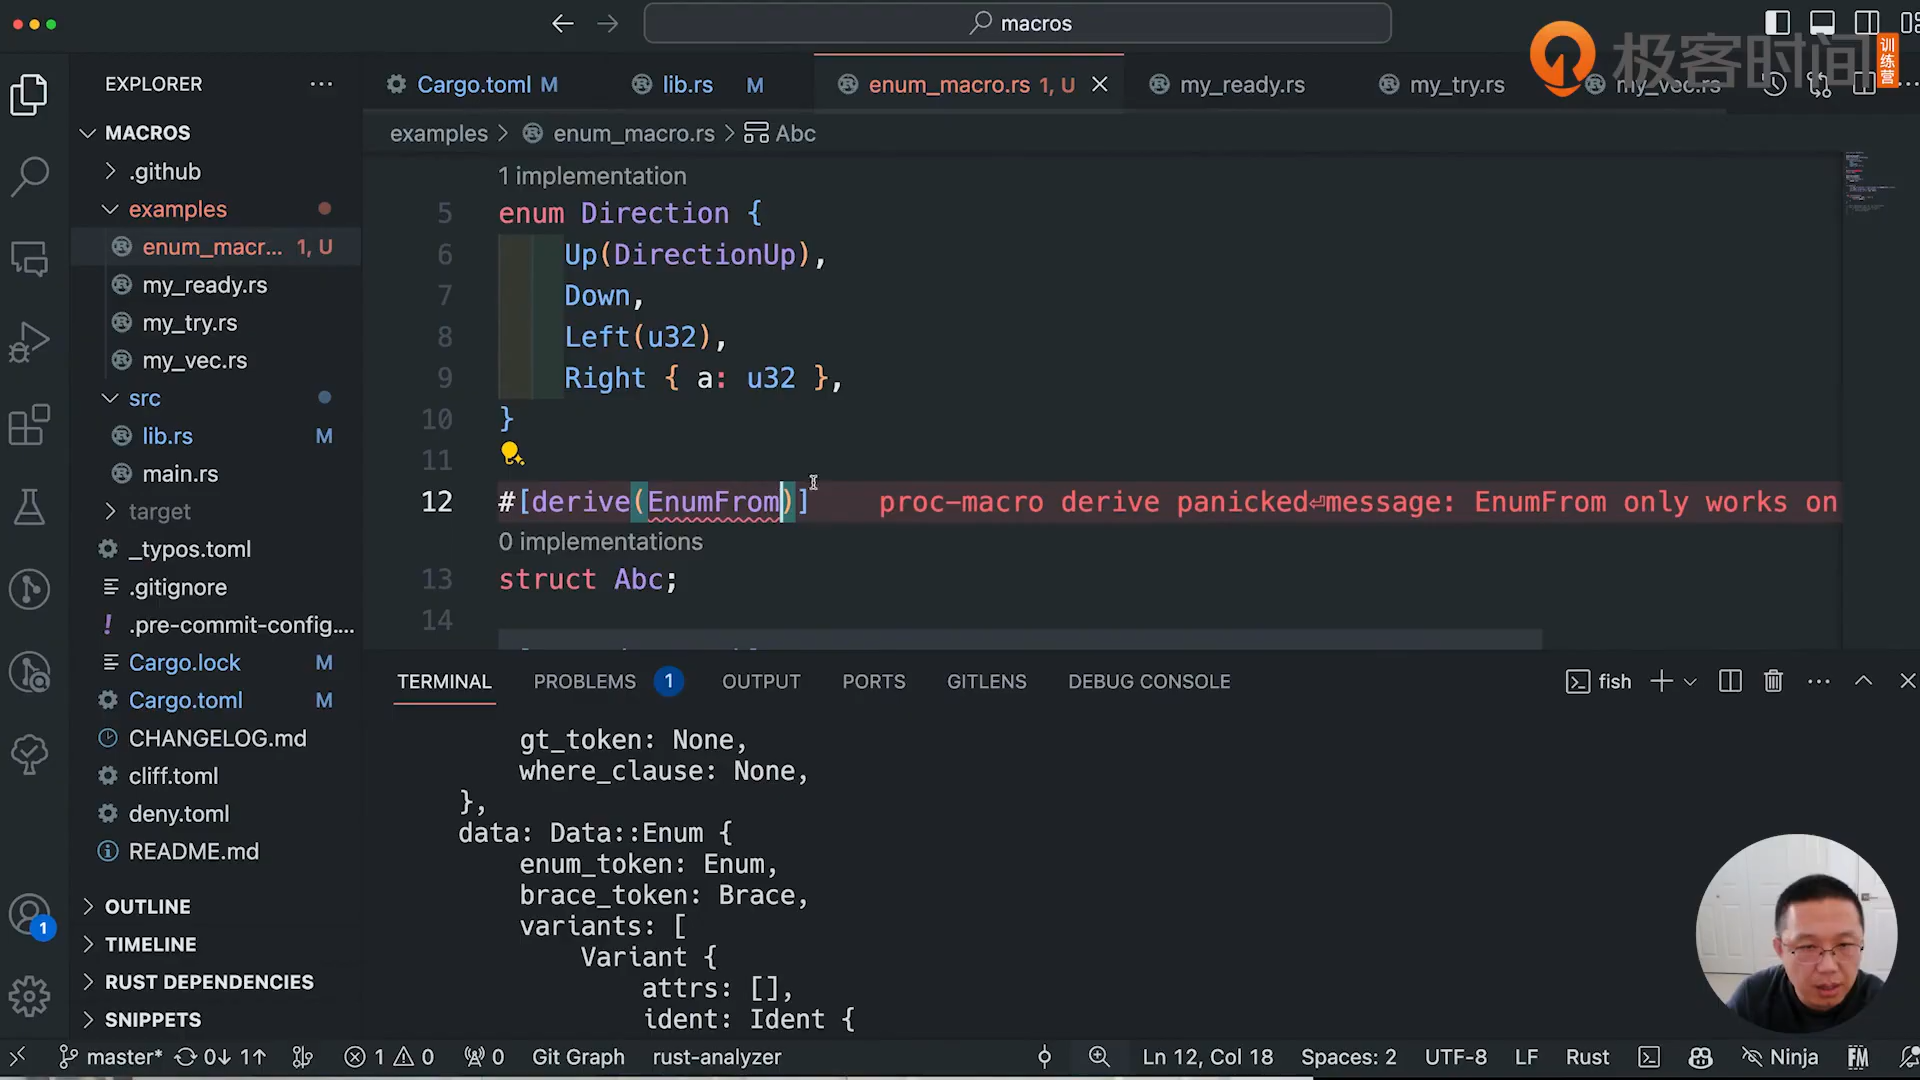 macros
极客时间
训练营
EXPLORER
MACROS
.github
examples
enum_macr... 1, U
my_ready.rs
my_try.rs
my_vec.rs
src
lib.rs M
main.rs
target
_typos.toml
.gitignore
.pre-commit-config....
Cargo.lock M
Cargo.toml M
CHANGELOG.md
cliff.toml
deny.toml
README.md
OUTLINE
TIMELINE
RUST DEPENDENCIES
SNIPPETS
1
Cargo.toml M lib.rs M enum_macro.rs 1, U my_ready.rs my_try.rs my_vec.rs
examples > enum_macro.rs > Abc
1 implementation
5 enum Direction {
6 Up(DirectionUp),
7 Down,
8 Left(u32),
9 Right { a: u32 },
10 }
11
12 #[derive(EnumFrom)] proc-macro derive panicked⏎message: EnumFrom only works on
0 implementations
13 struct Abc;
14
TERMINAL PROBLEMS 1 OUTPUT PORTS GITLENS DEBUG CONSOLE fish
gt_token: None,
where_clause: None,
},
data: Data::Enum {
enum_token: Enum,
brace_token: Brace,
variants: [
Variant {
attrs: [],
ident: Ident {
master* 0↓ 1↑ 1 0 0 Git Graph rust-analyzer Ln 12, Col 18 Spaces: 2 UTF-8 LF Rust Ninja